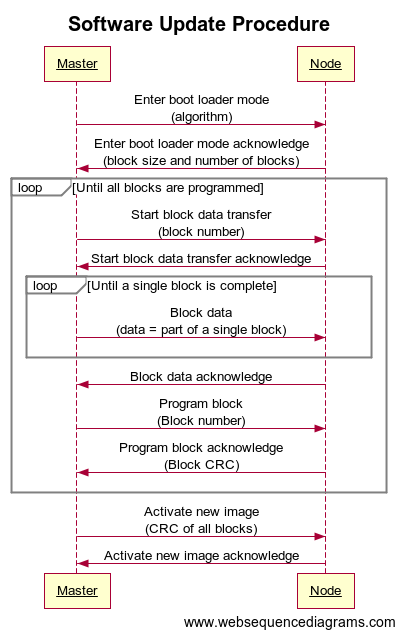 Software Update Procedure
Master
Node
Enter boot loader mode
(algorithm)
Enter boot loader mode acknowledge
(block size and number of blocks)
loop
[Until all blocks are programmed]
Start block data transfer
(block number)
Start block data transfer acknowledge
loop
[Until a single block is complete]
Block data
(data = part of a single block)
Block data acknowledge
Program block
(Block number)
Program block acknowledge
(Block CRC)
Activate new image
(CRC of all blocks)
Activate new image acknowledge
Master
Node
www.websequencediagrams.com